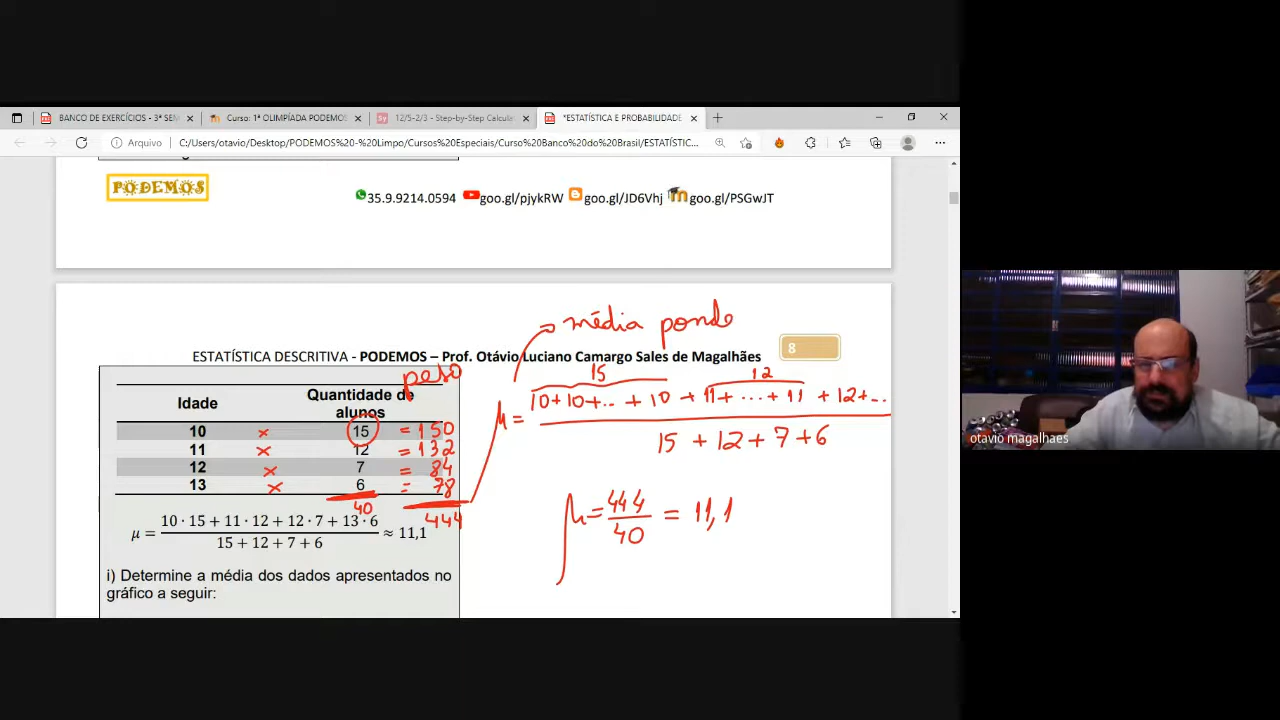 BANCO DE EXERCÍCIOS - 3ª SEM
Curso: 1ª OLIMPÍADA PODEMOS
12/5-2/3 - Step-by-Step Calcula
*ESTATÍSTICA E PROBABILIDADE
Arquivo
C:/Users/otavio/Desktop/PODEMOS%20-%20Limpo/Cursos%20Especiais/Curso%20Banco%20do%20Brasil/ESTATÍSTIC...
PODEMOS
35.9.9214.0594 goo.gl/pjykRW goo.gl/JD6Vhj goo.gl/PSGwJT
média ponde
8
ESTATÍSTICA DESCRITIVA - PODEMOS – Prof. Otávio Luciano Camargo Sales de Magalhães
peso
Idade Quantidade de alunos
10 × 15 = 150
11 × 12 = 132
12 × 7 = 84
13 × 6 = 78
40 444
μ = 10 · 15 + 11 · 12 + 12 · 7 + 13 · 6 / 15 + 12 + 7 + 6 ≈ 11,1
i) Determine a média dos dados apresentados no
gráfico a seguir:
15 12
μ = 10+10+..+10 + 11+...+11 + 12+...
15 + 12 + 7 + 6
μ = 444 / 40 = 11,1
otavio magalhaes